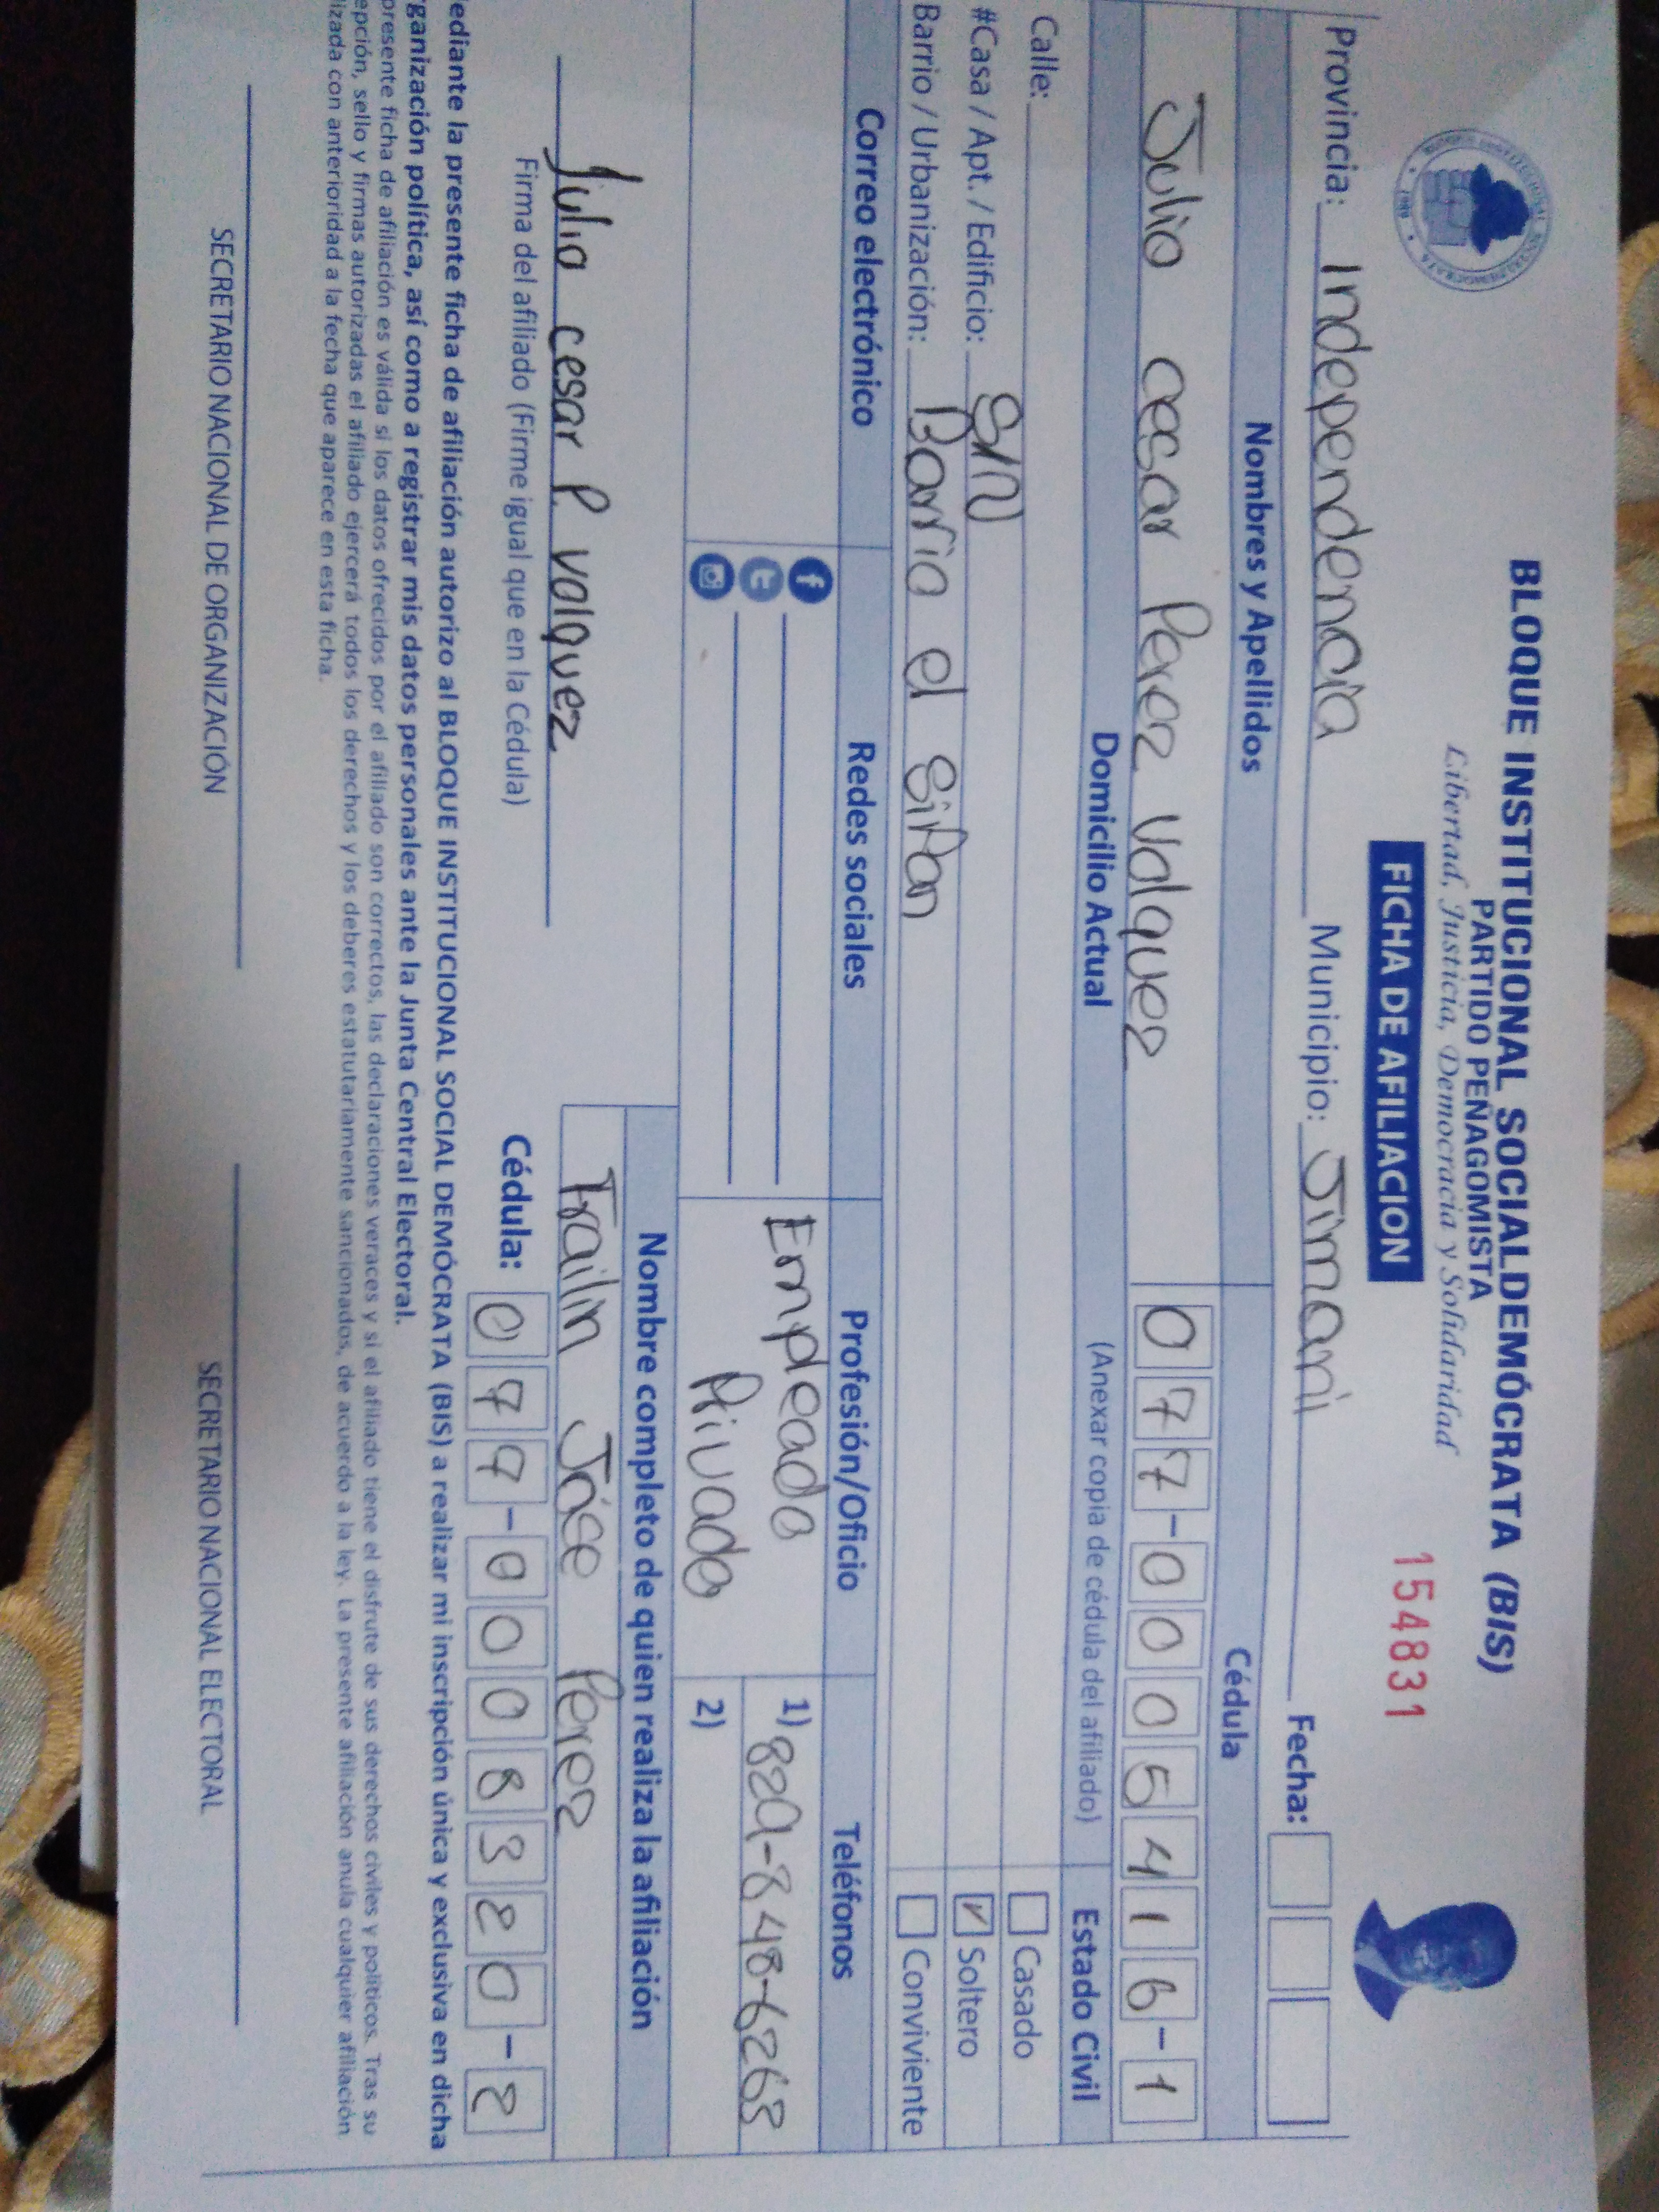 BLOQUE INSTITUCIONAL SOCIALDEMÓCRATA (BIS)
PARTIDO PEÑAGOMISTA
Libertad, Justicia, Democracia y Solidaridad
FICHA DE AFILIACION
154831
Provincia: Independencia Municipio: Jimani Fecha:
Nombres y Apellidos Cédula
Julio Cesar Perez Volquez 077-0005416-1
Domicilio Actual (Anexar copia de cédula del afiliado) Estado Civil
Calle: Casado
#Casa / Apt. / Edificio: S/N Soltero
Barrio / Urbanización: Barrio el Sifon Conviviente
Correo electrónico Redes sociales Profesión/Oficio Teléfonos
Empleado 1) 829-848-6268
Privado 2)
Nombre completo de quien realiza la afiliación
Julio cesar P. volquez Frailin Jose Perez
Firma del afiliado (Firme igual que en la Cédula) Cédula: 077-0008320-2
ediante la presente ficha de afiliación autorizo al BLOQUE INSTITUCIONAL SOCIAL DEMÓCRATA (BIS) a realizar mi inscripción única y exclusiva en dicha
rganización política, así como a registrar mis datos personales ante la Junta Central Electoral.
presente ficha de afiliación es válida si los datos ofrecidos por el afiliado son correctos, las declaraciones veraces y si el afiliado tiene el disfrute de sus derechos civiles y políticos. Tras su
epción, sello y firmas autorizadas el afiliado ejercerá todos los derechos y los deberes estatutariamente sancionados, de acuerdo a la ley. La presente afiliación anula cualquier afiliación
lizada con anterioridad a la fecha que aparece en esta ficha.
SECRETARIO NACIONAL DE ORGANIZACIÓN SECRETARIO NACIONAL ELECTORAL